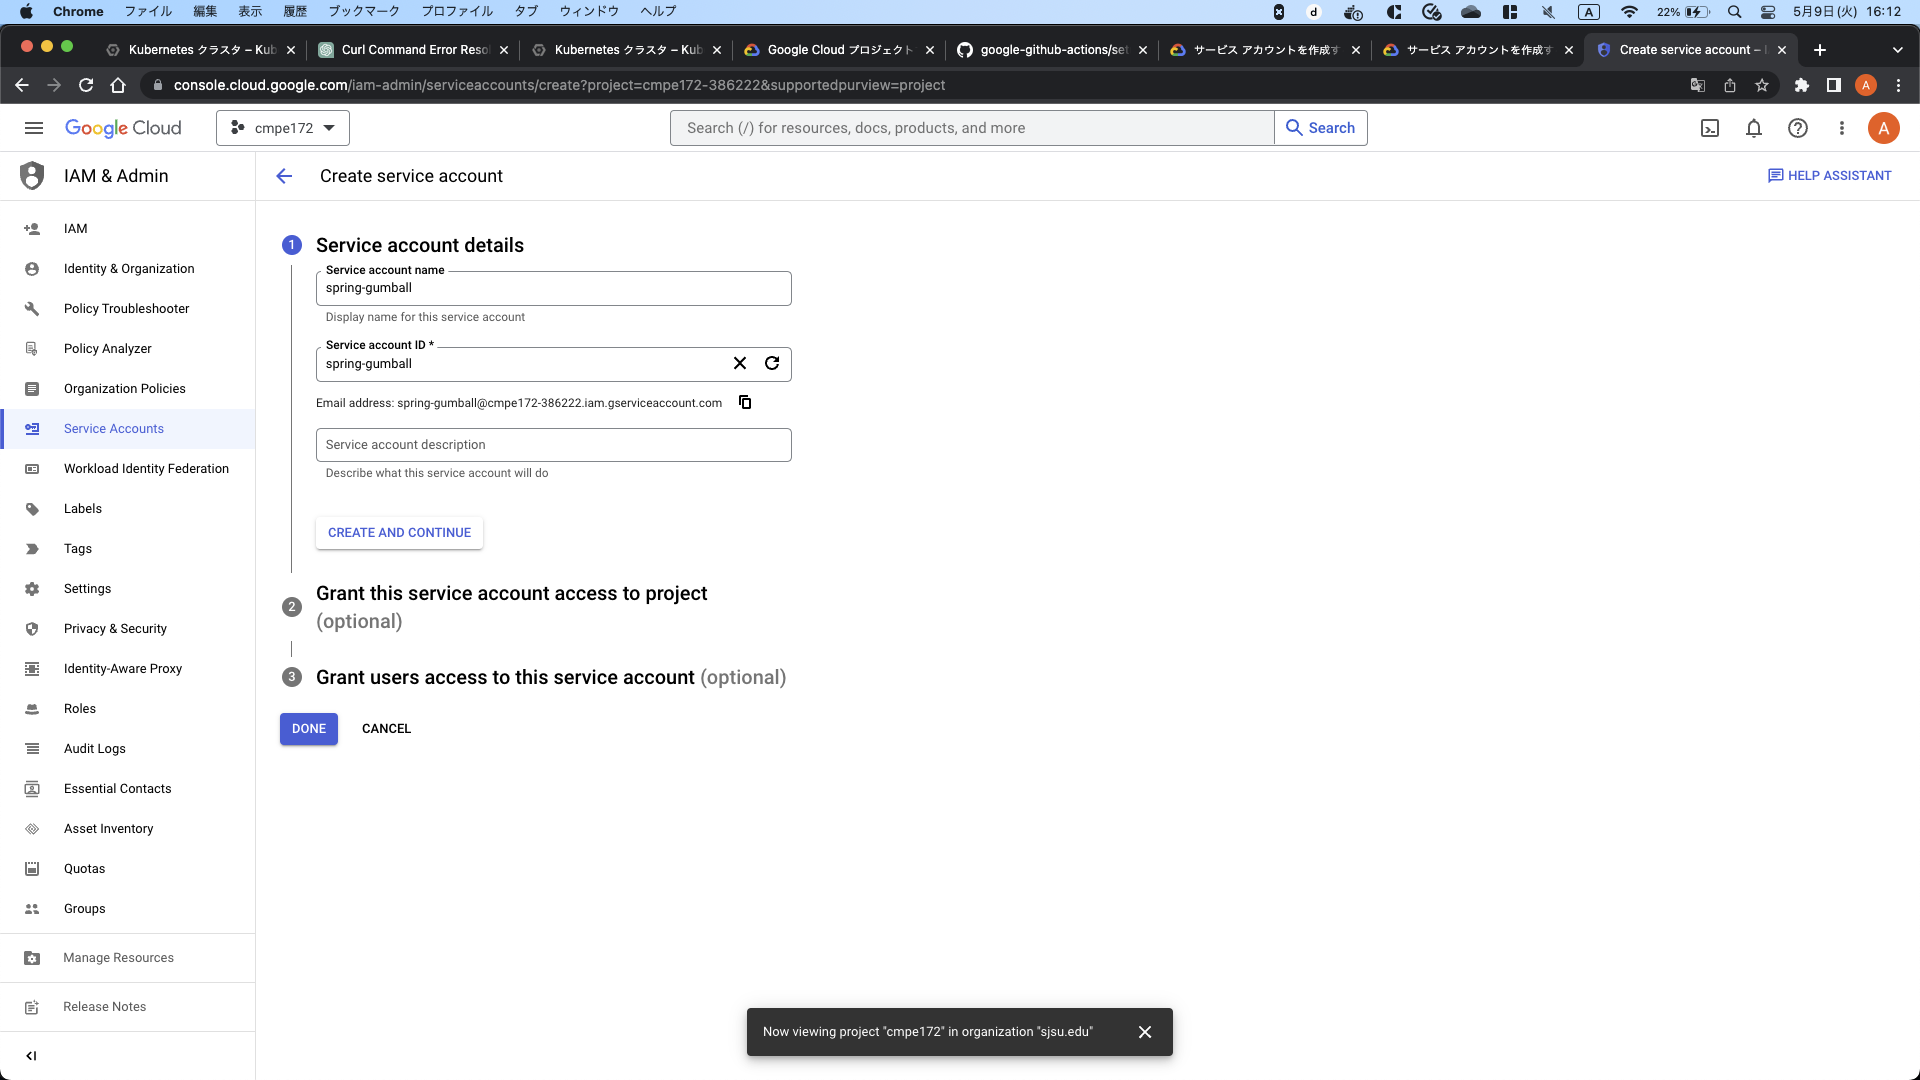 Chrome ファイル 編集 表示 履歴 ブックマーク プロファイル タブ ウィンドウ ヘルプ d A 22% 5月9日(火) 16:12
Kubernetes クラスタ – Kub Curl Command Error Reso Kubernetes クラスタ – Kub Google Cloud プロジェクト google-github-actions/set サービス アカウントを作成す サービス アカウントを作成す Create service account –
console.cloud.google.com/iam-admin/serviceaccounts/create?project=cmpe172-386222&supportedpurview=project A
Google Cloud cmpe172 Search (/) for resources, docs, products, and more Search A
IAM & Admin
Create service account
HELP ASSISTANT
IAM
Identity & Organization
Policy Troubleshooter
Policy Analyzer
Organization Policies
Service Accounts
Workload Identity Federation
Labels
Tags
Settings
Privacy & Security
Identity-Aware Proxy
Roles
Audit Logs
Essential Contacts
Asset Inventory
Quotas
Groups
Manage Resources
Release Notes
1 Service account details
Service account name
spring-gumball
Display name for this service account
Service account ID *
spring-gumball
Email address: spring-gumball@cmpe172-386222.iam.gserviceaccount.com
Service account description
Describe what this service account will do
CREATE AND CONTINUE
2 Grant this service account access to project
(optional)
3 Grant users access to this service account (optional)
DONE CANCEL
Now viewing project "cmpe172" in organization "sjsu.edu"